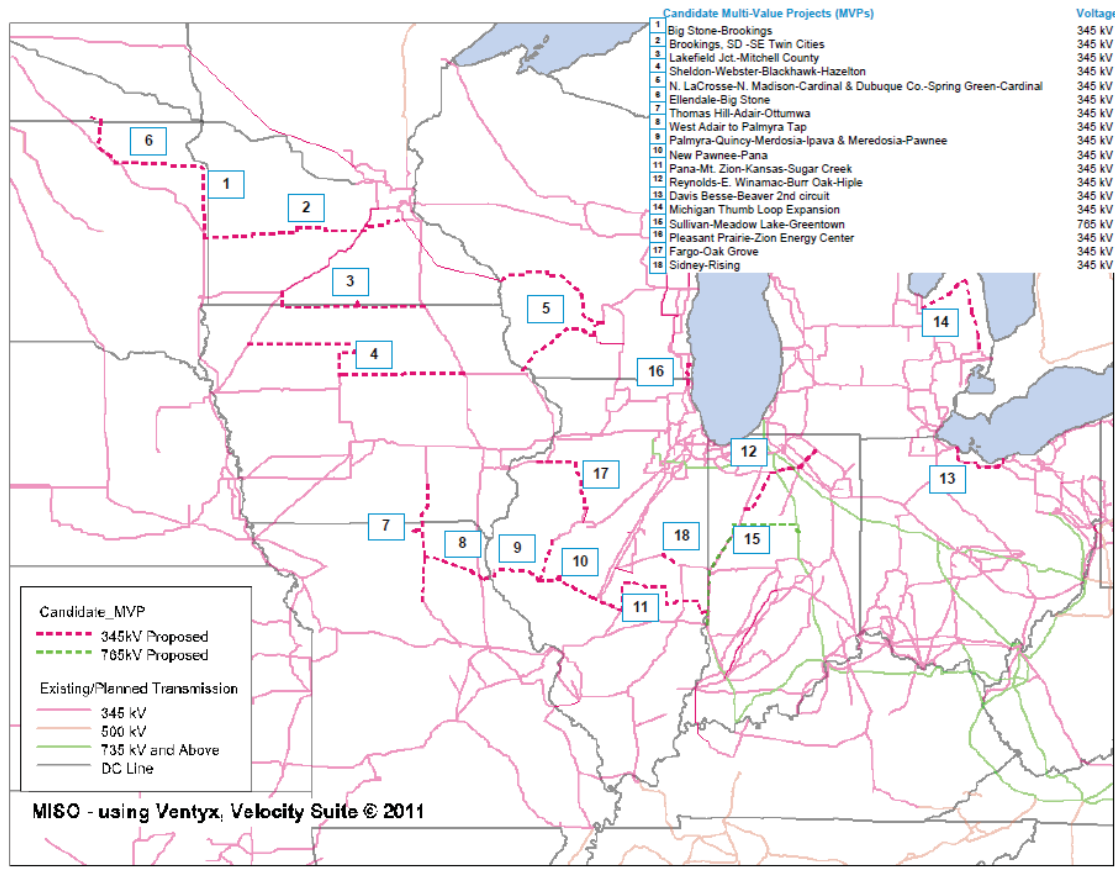 Candidate Multi-Value Projects (MVPs) Voltage
1 Big Stone-Brookings 345 kV
2 Brookings, SD -SE Twin Cities 345 kV
3 Lakefield Jct.-Mitchell County 345 kV
4 Sheldon-Webster-Blackhawk-Hazelton 345 kV
5 N. LaCrosse-N. Madison-Cardinal & Dubuque Co.-Spring Green-Cardinal 345 kV
6 Ellendale-Big Stone 345 kV
7 Thomas Hill-Adair-Ottumwa 345 kV
8 West Adair to Palmyra Tap 345 kV
9 Palmyra-Quincy-Merdosia-Ipava & Meredosia-Pawnee 345 kV
10 New Pawnee-Pana 345 kV
11 Pana-Mt. Zion-Kansas-Sugar Creek 345 kV
12 Reynolds-E. Winamac-Burr Oak-Hiple 345 kV
13 Davis Besse-Beaver 2nd circuit 345 kV
14 Michigan Thumb Loop Expansion 345 kV
15 Sullivan-Meadow Lake-Greentown 765 kV
16 Pleasant Prairie-Zion Energy Center 345 kV
17 Fargo-Oak Grove 345 kV
18 Sidney-Rising 345 kV
6
1
2
3
5
14
4
16
12
17
13
7
18
15
8
9
10
11
Candidate_MVP
345kV Proposed
765kV Proposed
Existing/Planned Transmission
345 kV
500 kV
735 kV and Above
DC Line
MISO - using Ventyx, Velocity Suite © 2011